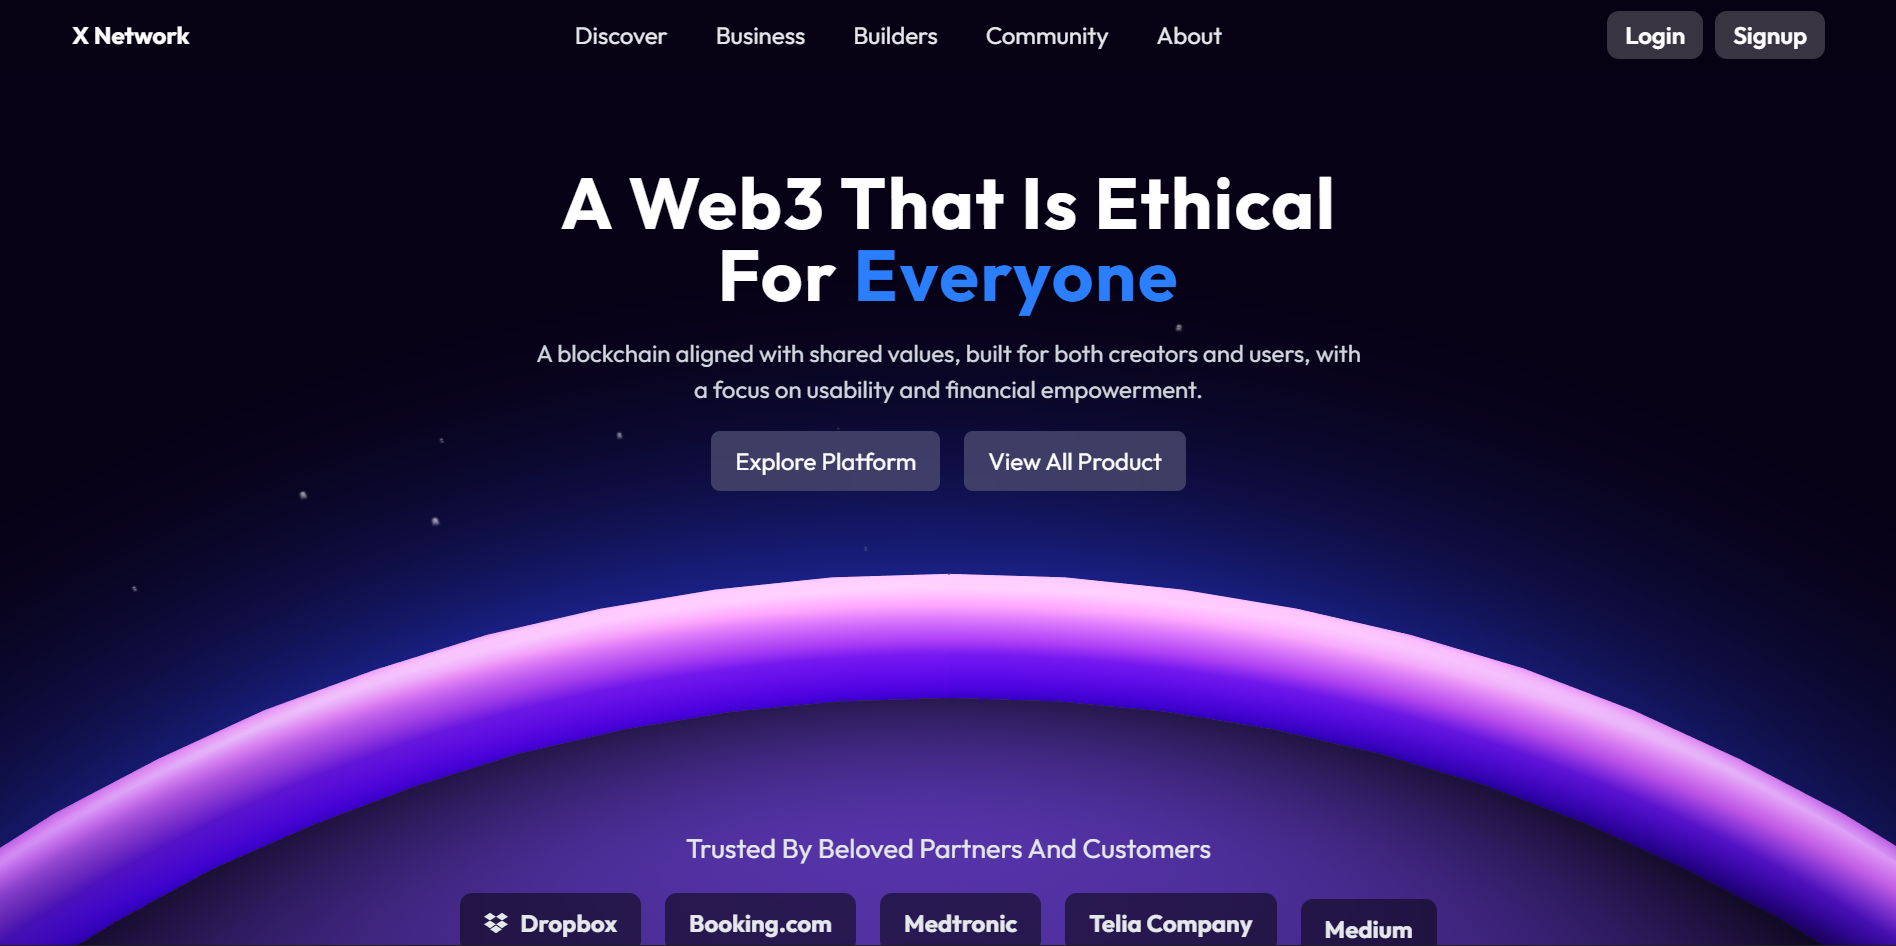 X Network
Discover Business Builders Community About
Login Signup
A Web3 That Is Ethical
For Everyone
A blockchain aligned with shared values, built for both creators and users, with
a focus on usability and financial empowerment.
Explore Platform View All Product
Trusted By Beloved Partners And Customers
Dropbox Booking.com Medtronic Telia Company Medium